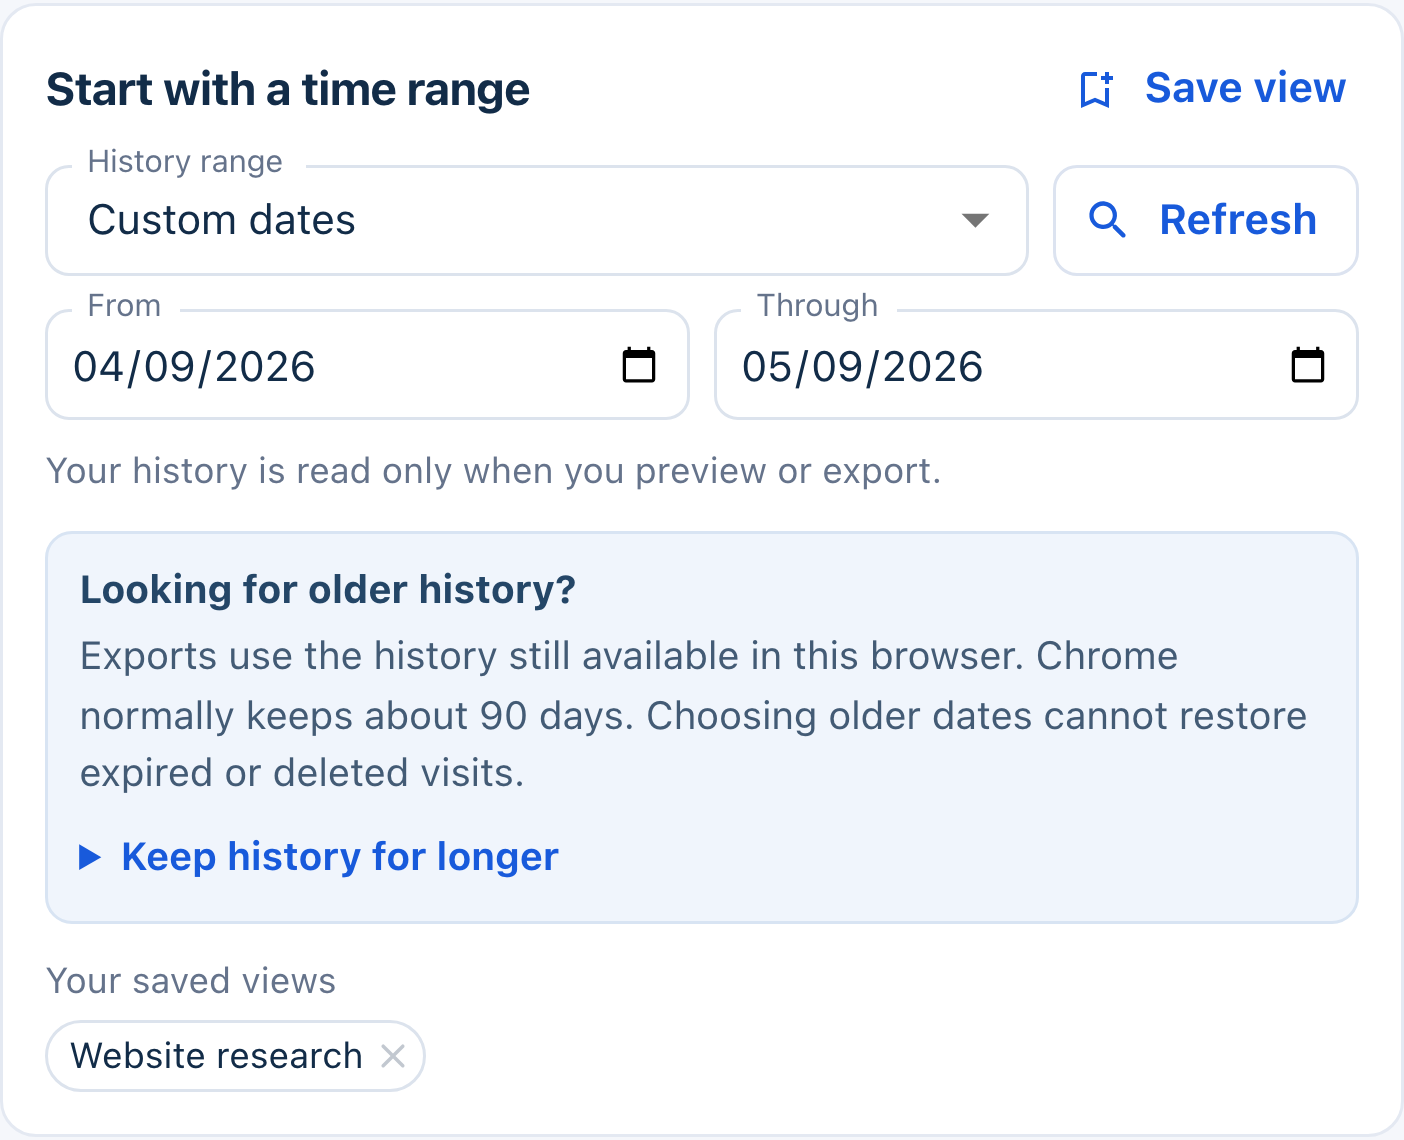 Start with a time range
Save view
History range
Custom dates
Refresh
From
04/09/2026
Through
05/09/2026
Your history is read only when you preview or export.
Looking for older history?
Exports use the history still available in this browser. Chrome
normally keeps about 90 days. Choosing older dates cannot restore
expired or deleted visits.
Keep history for longer
Your saved views
Website research